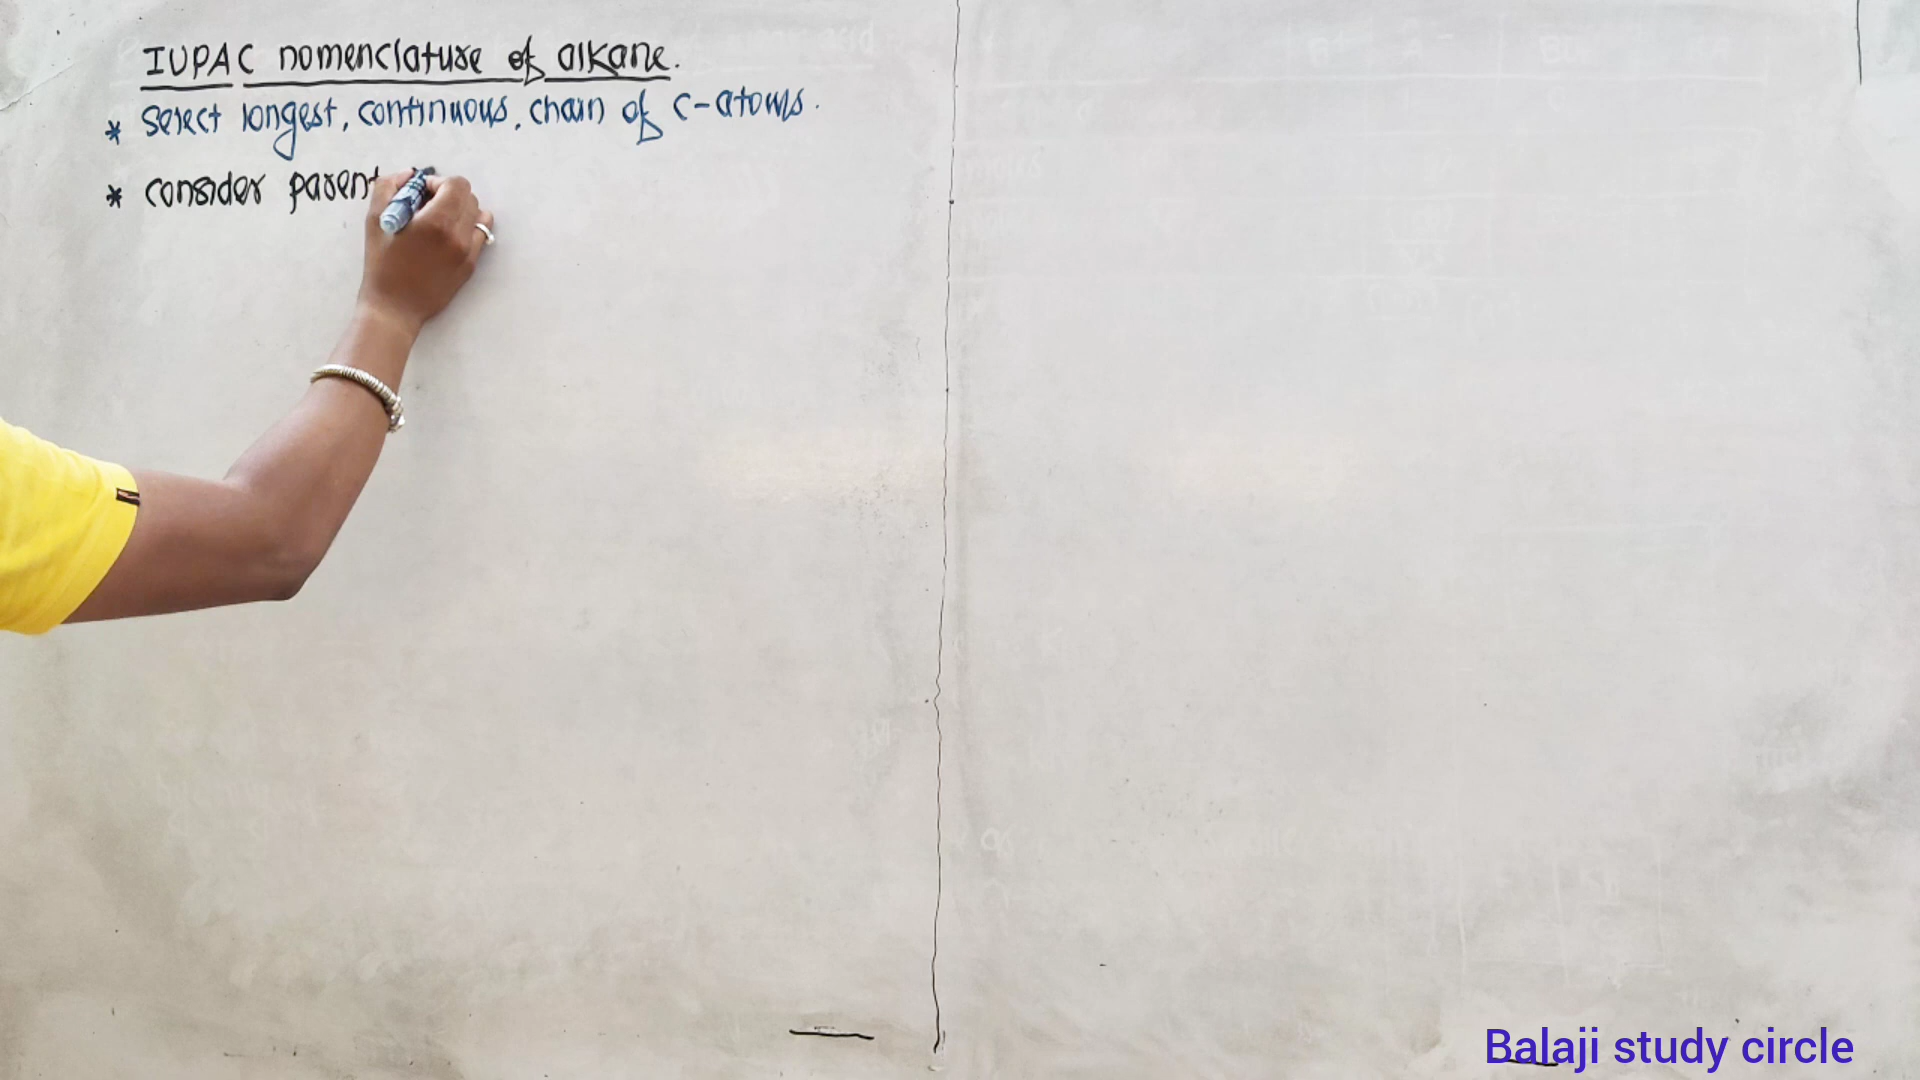 IUPAC nomenclature of alkane.
* Select longest, continuous, chain of C-atoms.
* consider parent
Balaji study circle